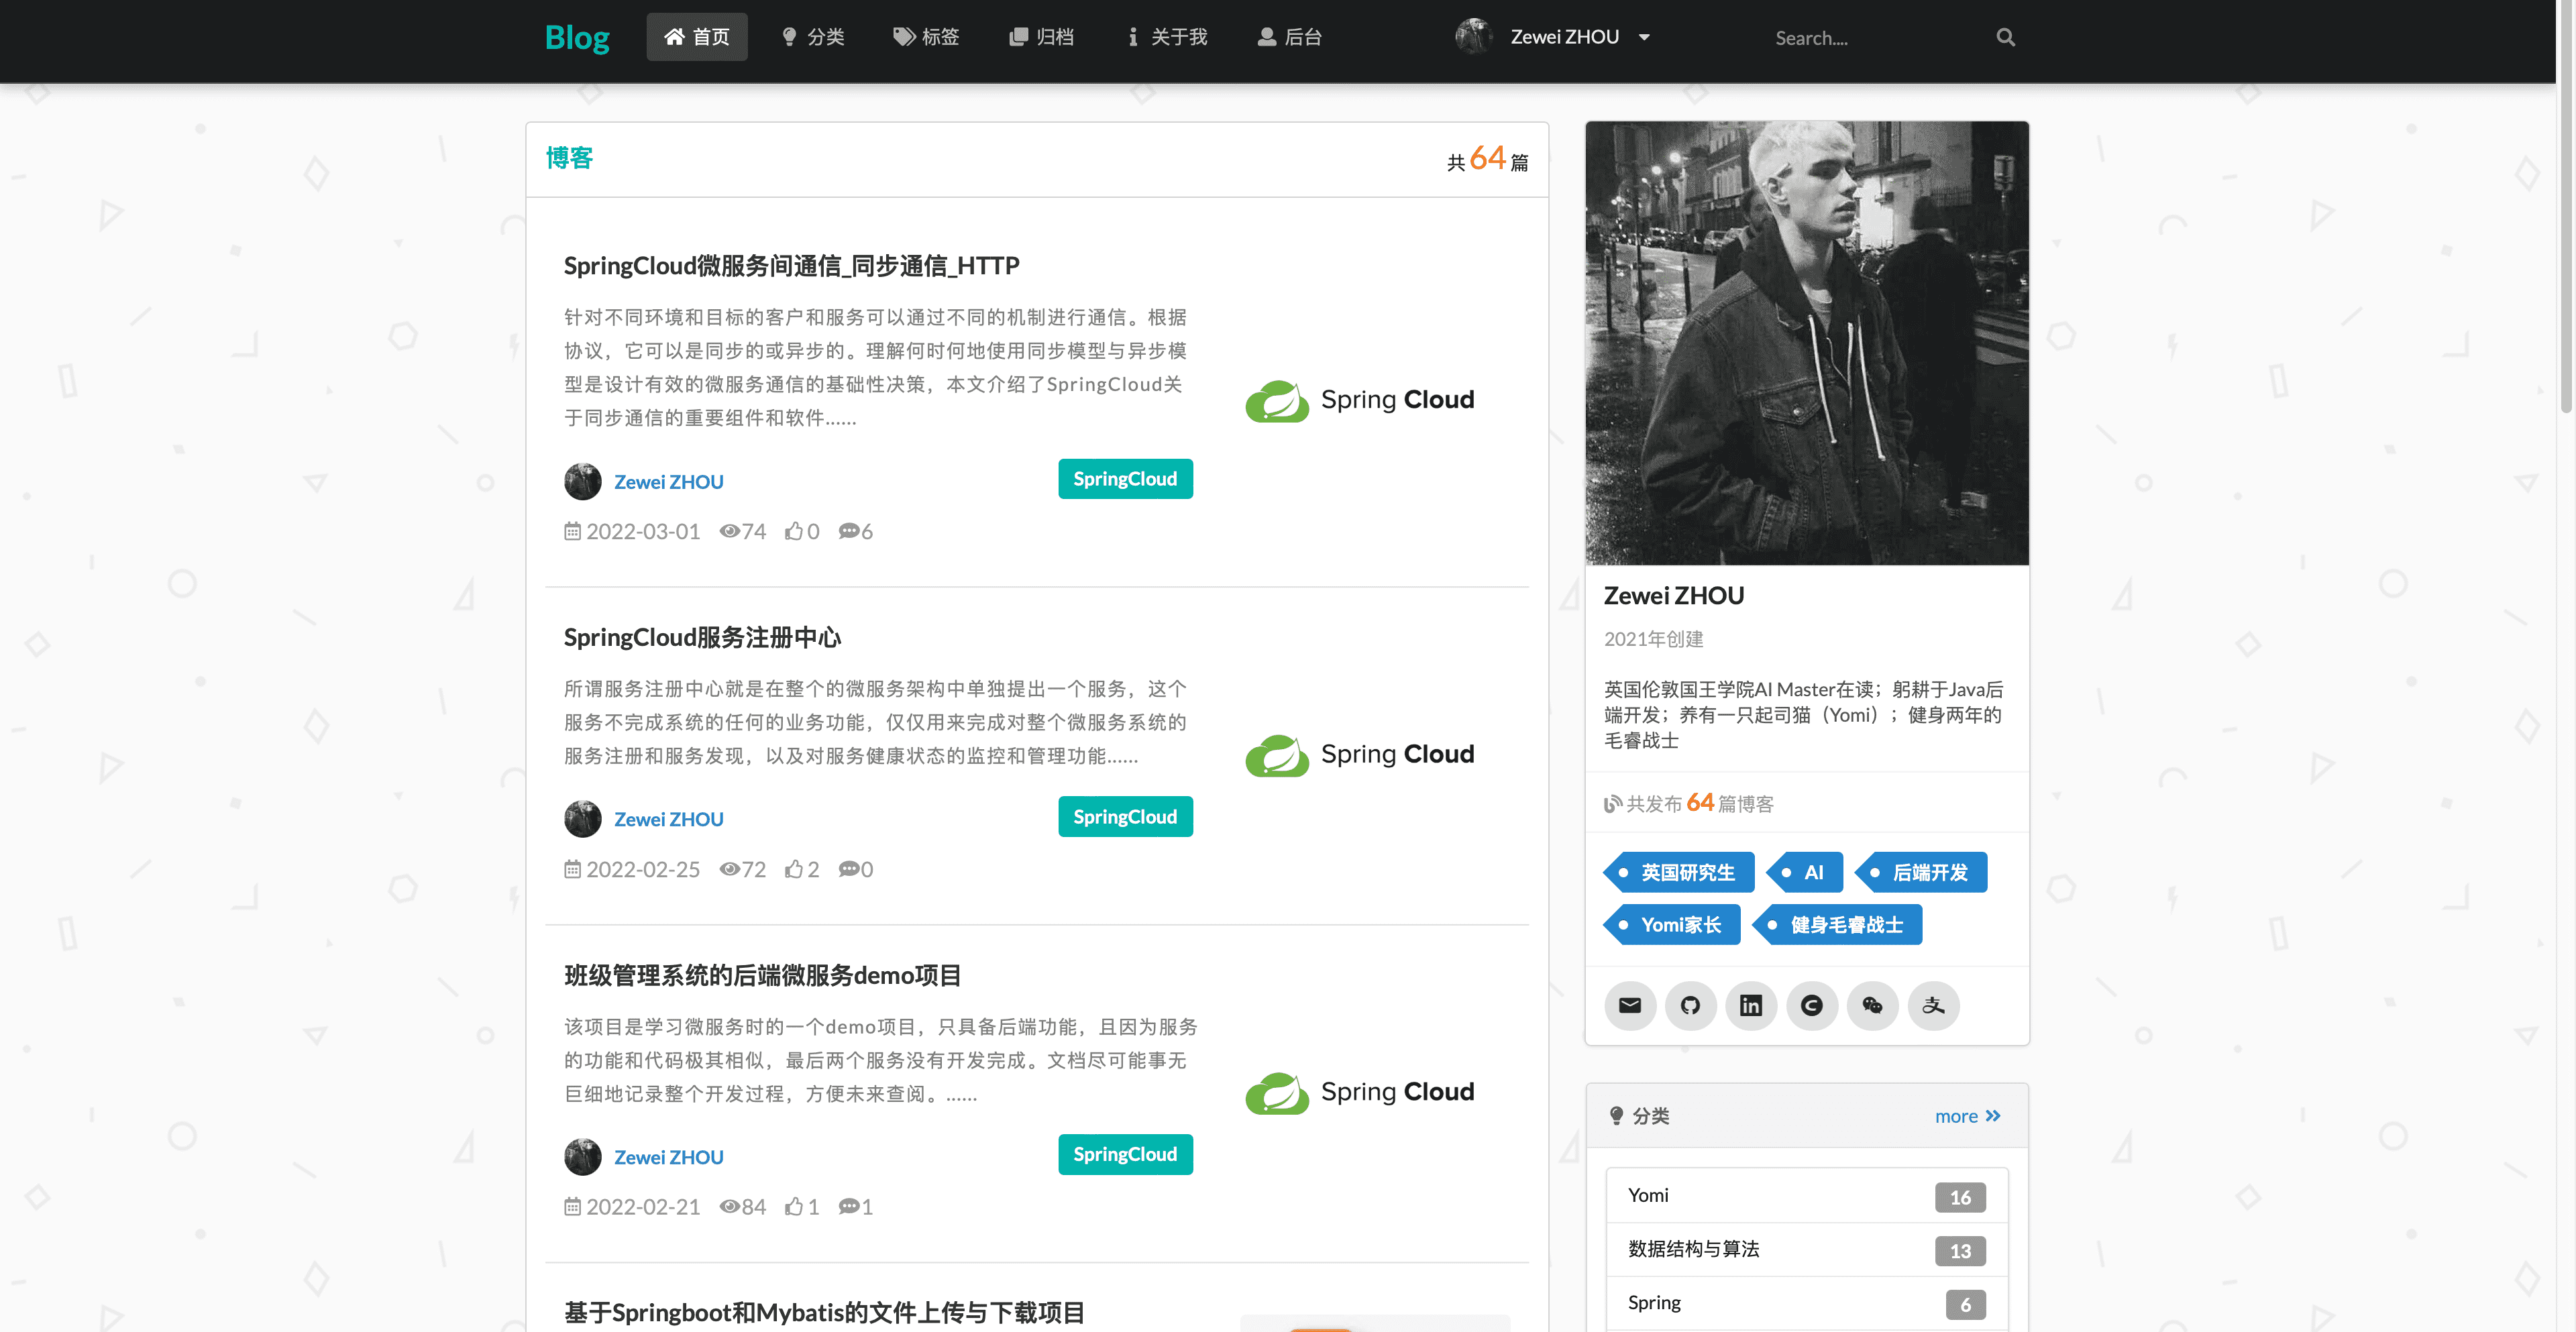 Blog 首页 分类 标签 归档 关于我 后台 Zewei ZHOU Search....
博客 共64篇
SpringCloud微服务间通信_同步通信_HTTP
针对不同环境和目标的客户和服务可以通过不同的机制进行通信。根据
协议，它可以是同步的或异步的。理解何时何地使用同步模型与异步模
型是设计有效的微服务通信的基础性决策，本文介绍了SpringCloud关
于同步通信的重要组件和软件......
Spring Cloud
Zewei ZHOU SpringCloud
2022-03-01 74 0 6
SpringCloud服务注册中心
所谓服务注册中心就是在整个的微服务架构中单独提出一个服务，这个
服务不完成系统的任何的业务功能，仅仅用来完成对整个微服务系统的
服务注册和服务发现，以及对服务健康状态的监控和管理功能......
Spring Cloud
Zewei ZHOU SpringCloud
2022-02-25 72 2 0
班级管理系统的后端微服务demo项目
该项目是学习微服务时的一个demo项目，只具备后端功能，且因为服务
的功能和代码极其相似，最后两个服务没有开发完成。文档尽可能事无
巨细地记录整个开发过程，方便未来查阅。......
Spring Cloud
Zewei ZHOU SpringCloud
2022-02-21 84 1 1
基于Springboot和Mybatis的文件上传与下载项目
Zewei ZHOU
2021年创建
英国伦敦国王学院AI Master在读；躬耕于Java后
端开发；养有一只起司猫（Yomi）；健身两年的
毛睿战士
共发布 64 篇博客
英国研究生 AI 后端开发
Yomi家长 健身毛睿战士
分类 more
Yomi 16
数据结构与算法 13
Spring 6